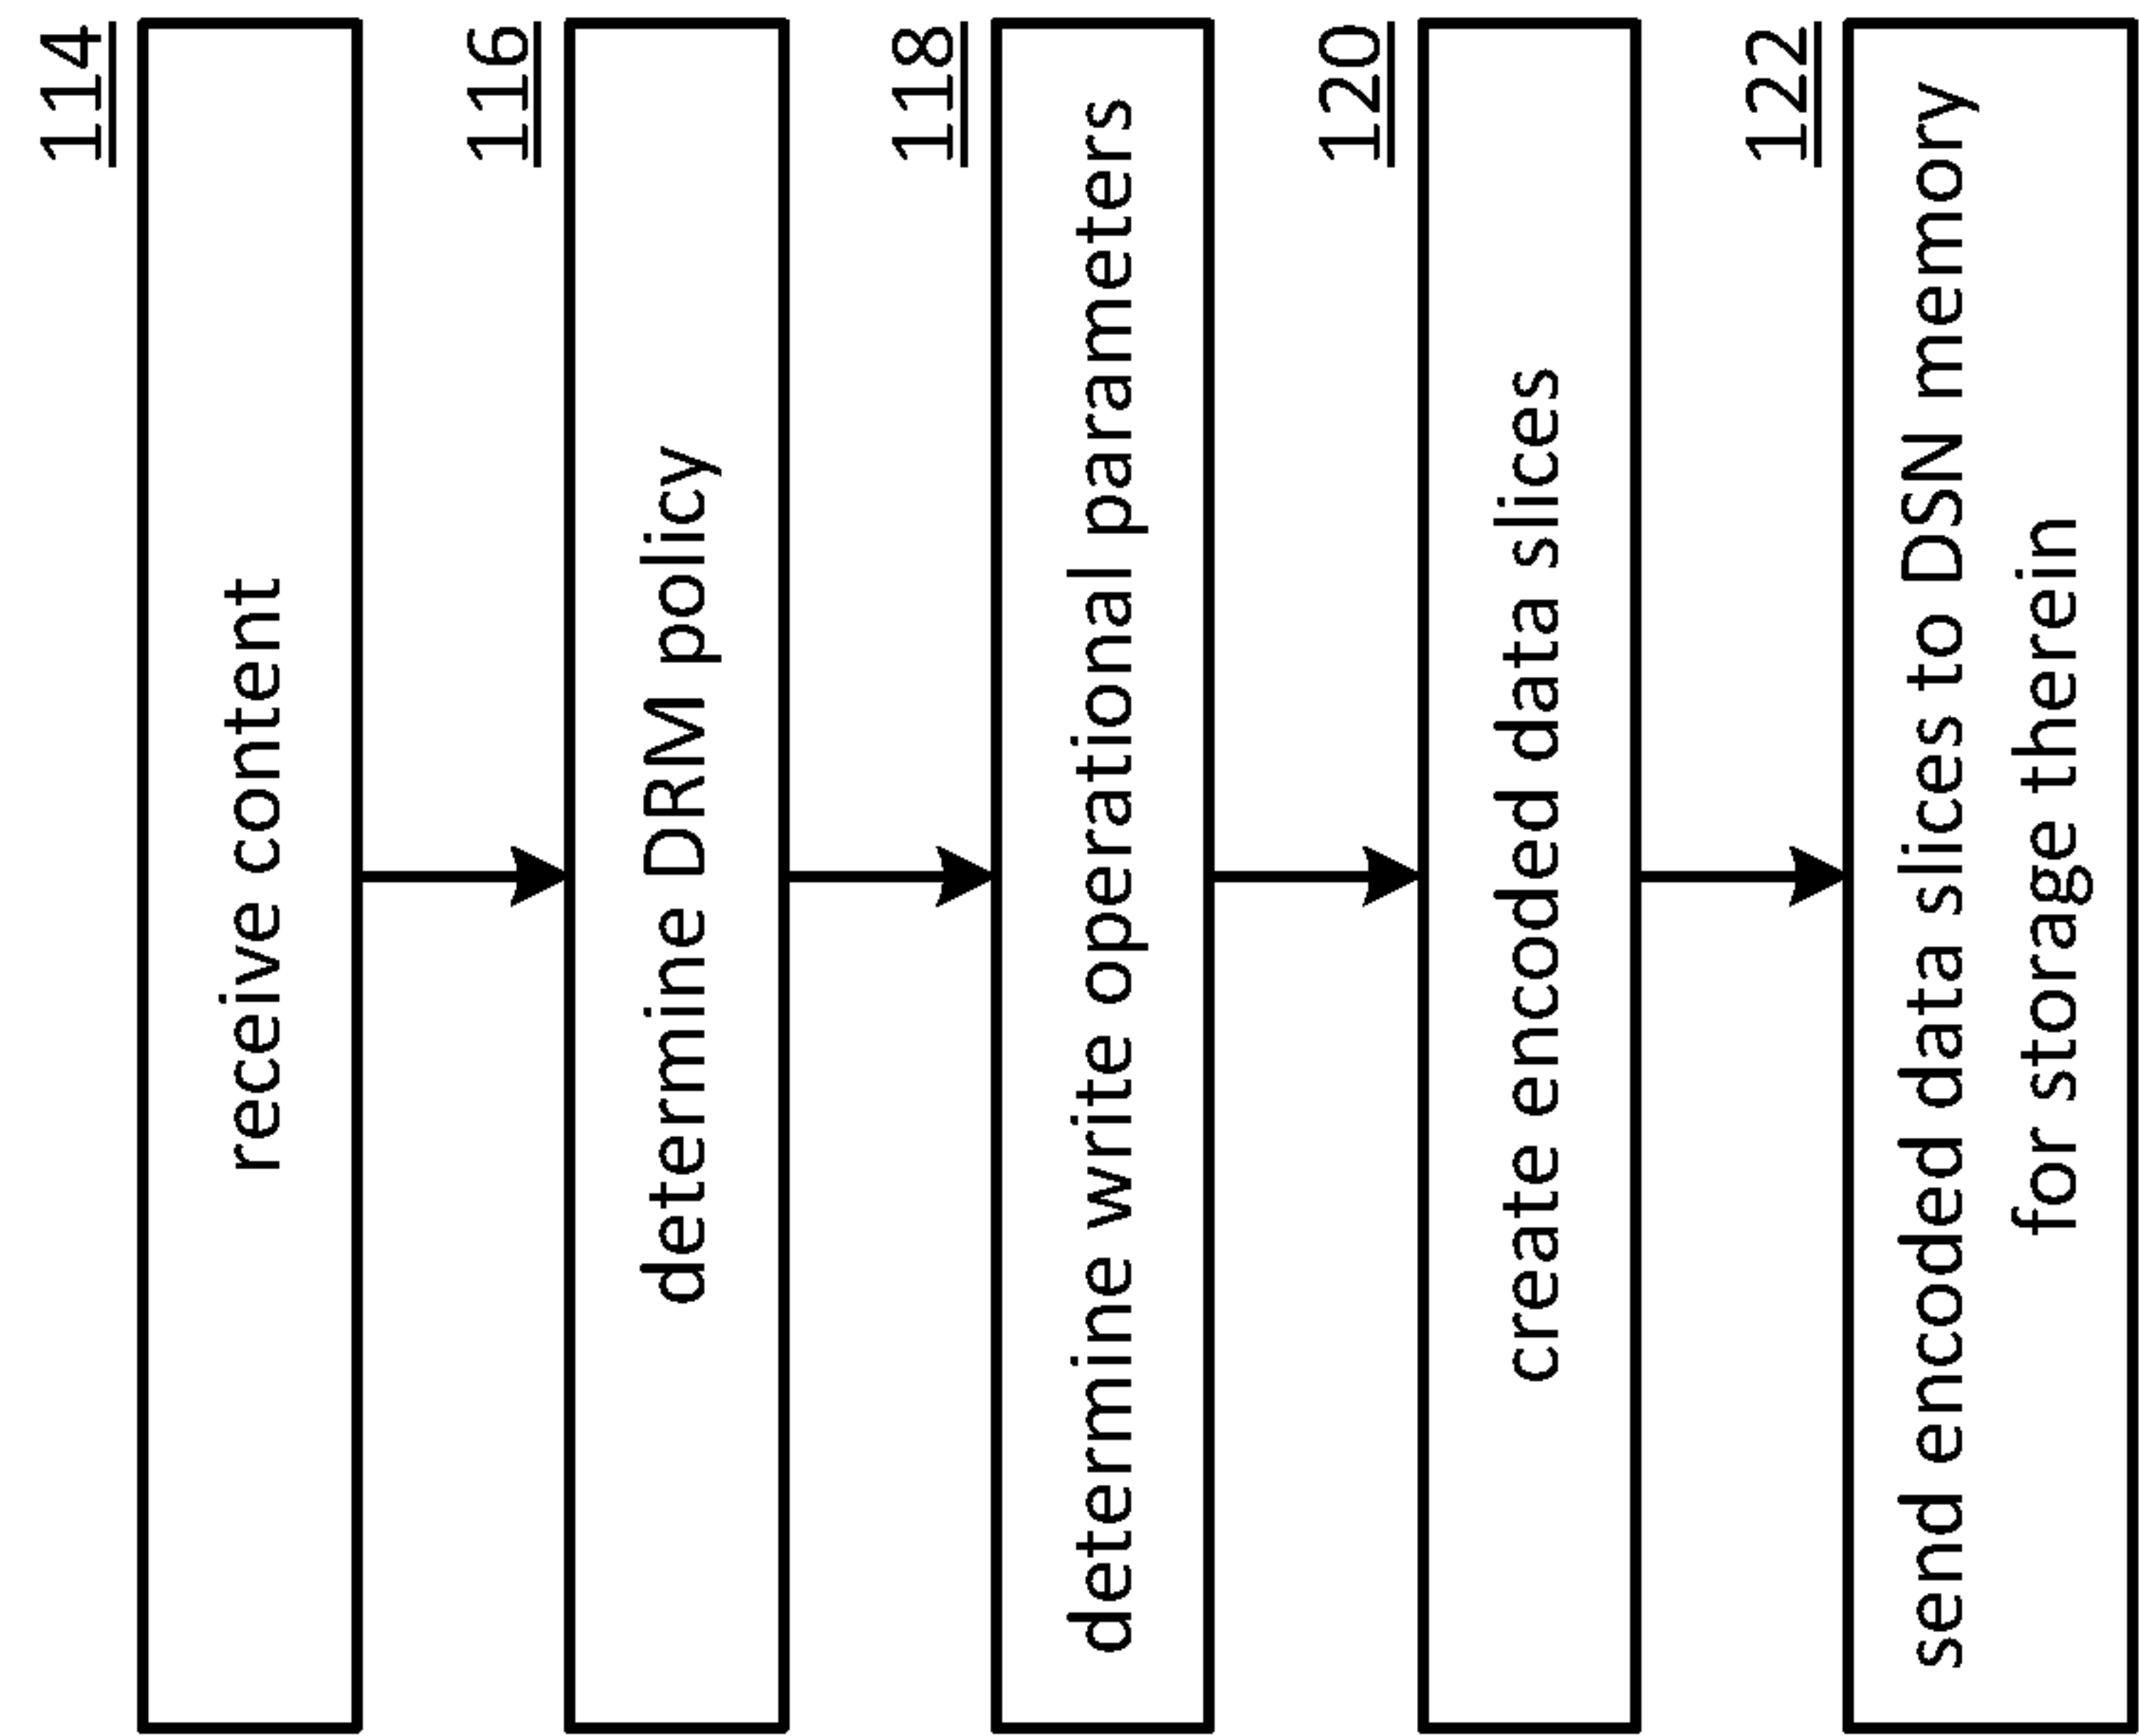 114
receive content
116
determine DRM policy
118
determine write operational parameters
120
create encoded data slices
122
send encoded data slices to DSN memory
for storage therein